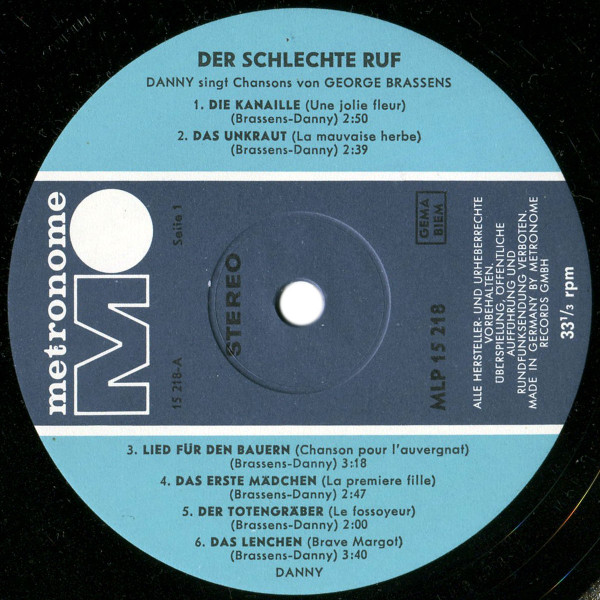 DER SCHLECHTE RUF
DANNY singt Chansons von GEORGE BRASSENS
1. DIE KANAILLE (Une jolie fleur)
(Brassens-Danny) 2:50
2. DAS UNKRAUT (La mauvaise herbe)
(Brassens-Danny) 2:39
metronome
MO
Seite 1
15 218-A
STEREO
GEMA
BIEM
MLP 15 218
ALLE HERSTELLER- UND URHEBERRECHTE
VORBEHALTEN.
ÜBERSPIELUNG, ÖFFENTLICHE
AUFFÜHRUNG UND
RUNDFUNKSENDUNG VERBOTEN.
MADE IN GERMANY BY METRONOME
RECORDS GMBH
33 1/3 rpm
3. LIED FÜR DEN BAUERN (Chanson pour l'auvergnat)
(Brassens-Danny) 3:18
4. DAS ERSTE MÄDCHEN (La premiere fille)
(Brassens-Danny) 2:47
5. DER TOTENGRÄBER (Le fossoyeur)
(Brassens-Danny) 2:00
6. DAS LENCHEN (Brave Margot)
(Brassens-Danny) 3:40
DANNY